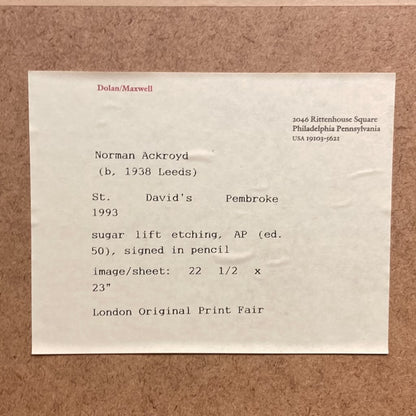 Dolan/Maxwell
2046 Rittenhouse Square
Philadelphia Pennsylvania
USA 19103-5621
Norman Ackroyd
(b, 1938 Leeds)
St. David's Pembroke
1993
sugar lift etching, AP (ed.
50), signed in pencil
image/sheet: 22 1/2 x
23"
London Original Print Fair